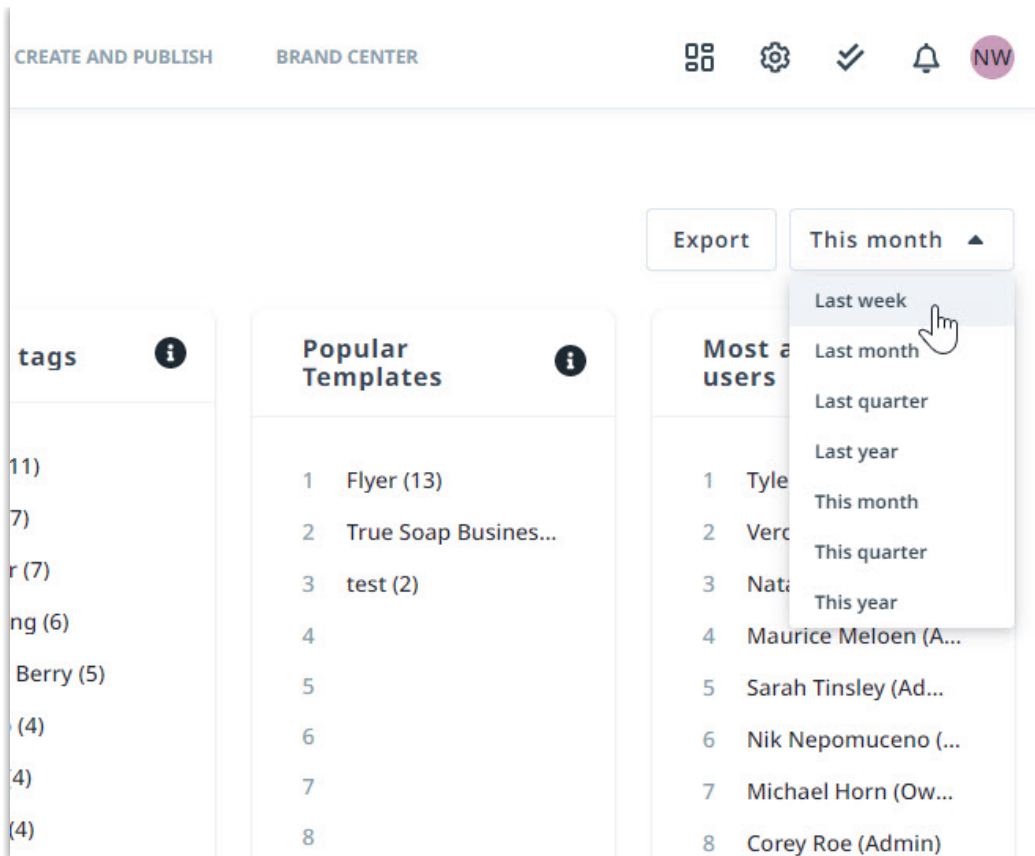 CREATE AND PUBLISH
BRAND CENTER
NW
Export
This month
Last week
Last month
Last quarter
Last year
This month
This quarter
This year
tags
11)
7)
r (7)
ng (6)
Berry (5)
(4)
4)
(4)
Popular
Templates
1 Flyer (13)
2 True Soap Busines...
3 test (2)
4
5
6
7
8
Most a
users
1 Tyle
2 Verc
3 Nata
4 Maurice Meloen (A...
5 Sarah Tinsley (Ad...
6 Nik Nepomuceno (...
7 Michael Horn (Ow...
8 Corey Roe (Admin)